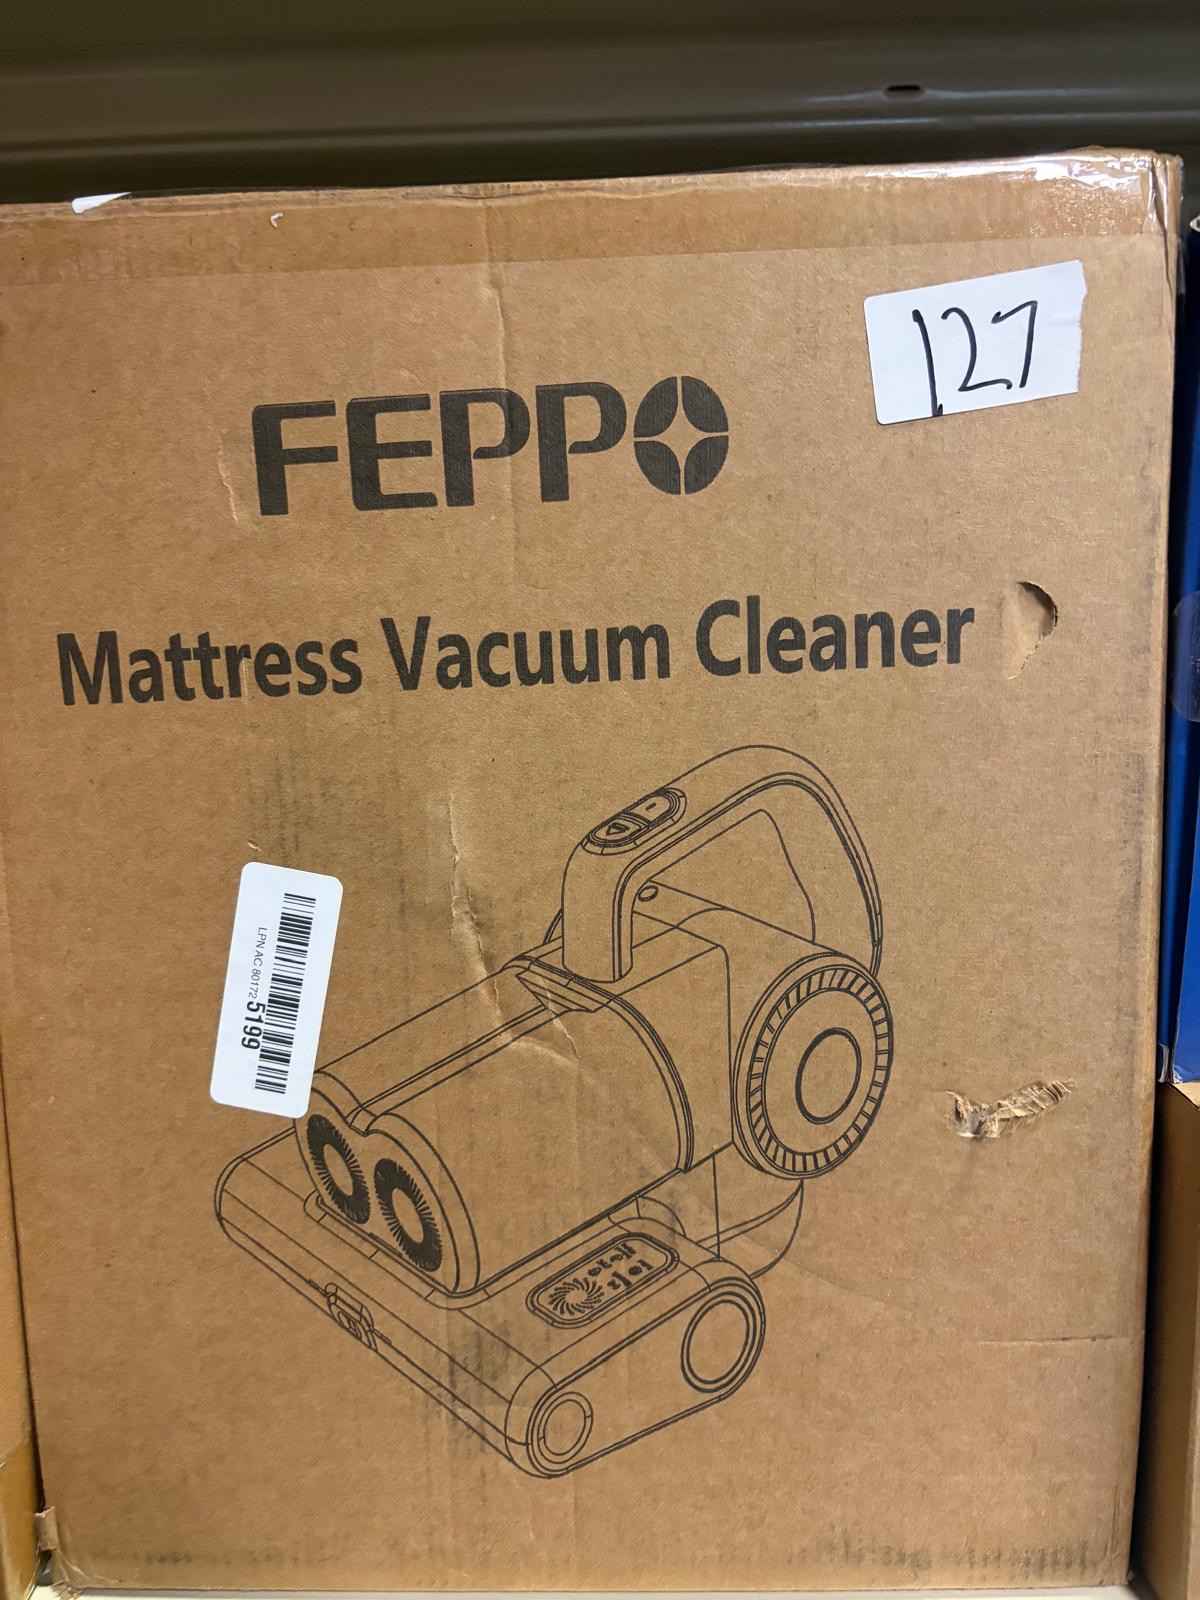 127
FEPPO
Mattress Vacuum Cleaner
LPN AC 80172 5199